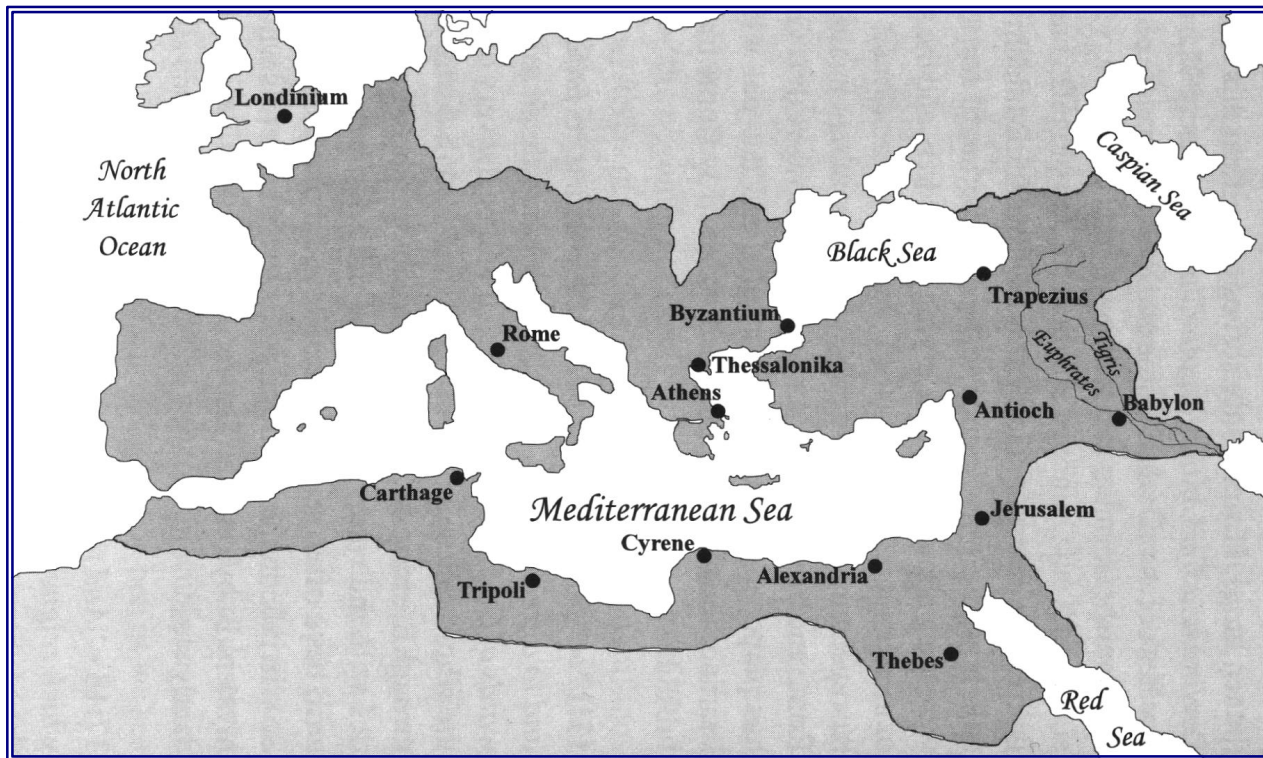 Londinium
North
Atlantic
Ocean
Caspian Sea
Black Sea
Trapezius
Byzantium
Rome
Thessalonika
Euphrates
Tigris
Athens
Antioch
Babylon
Carthage
Mediterranean Sea
Jerusalem
Cyrene
Tripoli
Alexandria
Thebes
Red
Sea